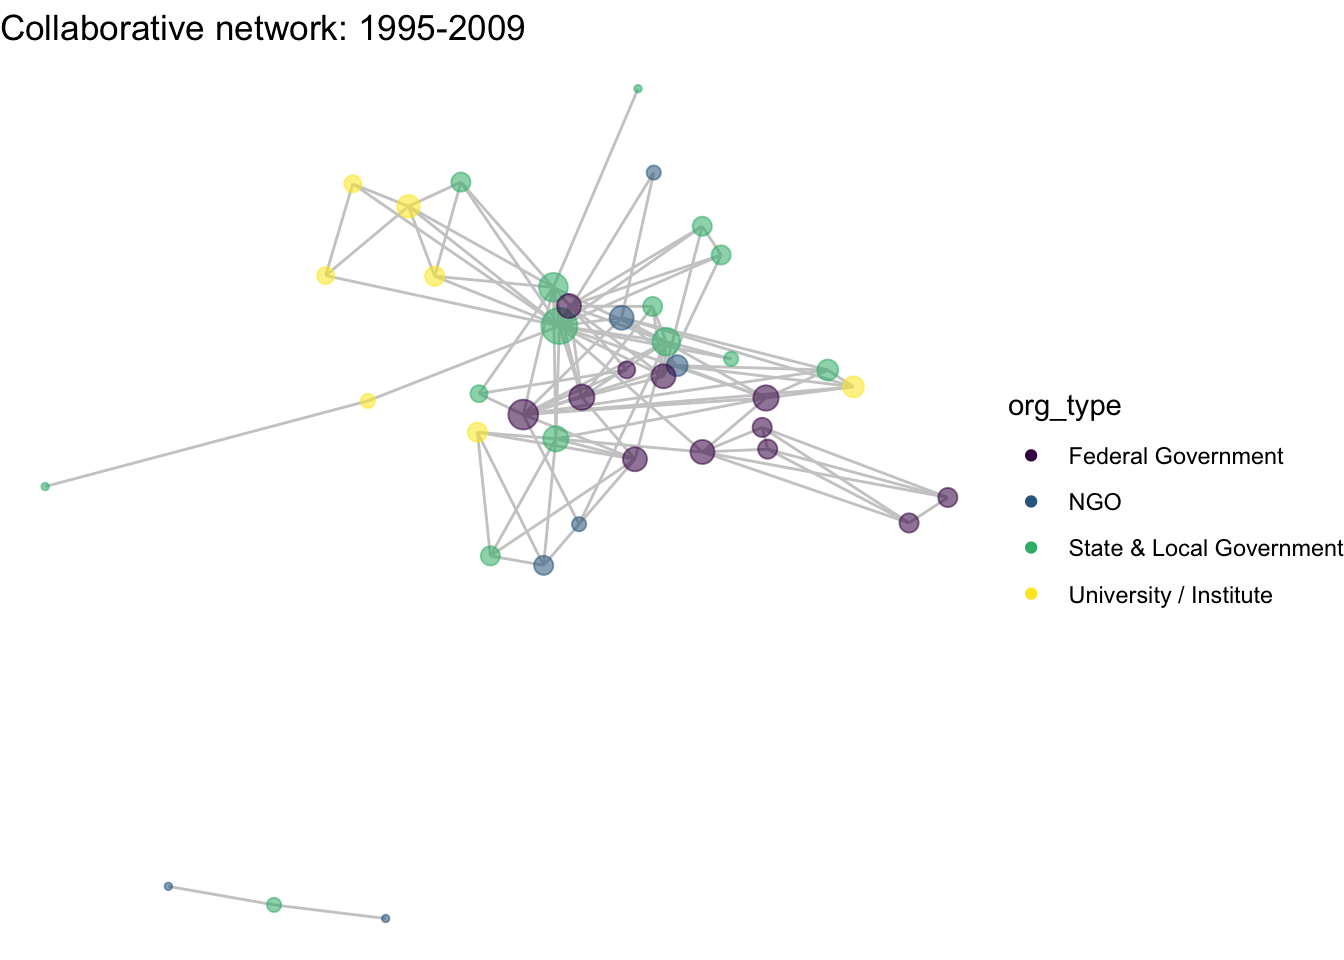 Collaborative network: 1995-2009
org_type
Federal Government
NGO
State & Local Government
University / Institute